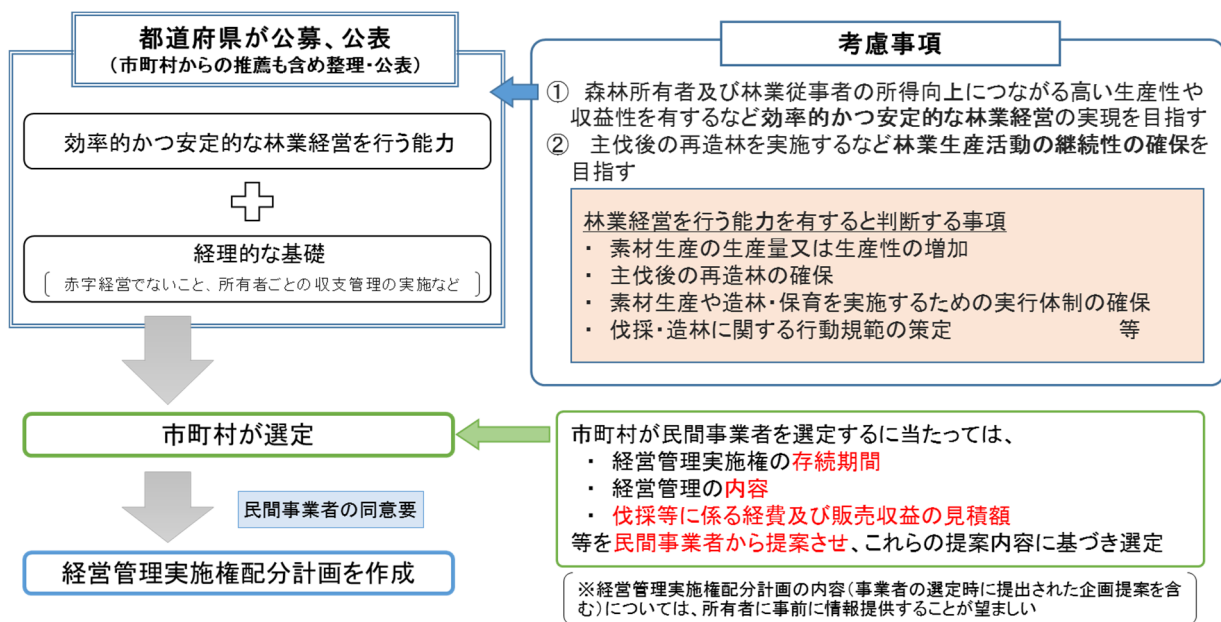 都道府県が公募、公表
（市町村からの推薦も含め整理・公表）
効率的かつ安定的な林業経営を行う能力
経理的な基礎
赤字経営でないこと、所有者ごとの収支管理の実施など
考慮事項
① 森林所有者及び林業従事者の所得向上につながる高い生産性や
収益性を有するなど効率的かつ安定的な林業経営の実現を目指す
② 主伐後の再造林を実施するなど林業生産活動の継続性の確保を
目指す
林業経営を行う能力を有すると判断する事項
・ 素材生産の生産量又は生産性の増加
・ 主伐後の再造林の確保
・ 素材生産や造林・保育を実施するための実行体制の確保
・ 伐採・造林に関する行動規範の策定 等
市町村が選定
市町村が民間事業者を選定するに当たっては、
・ 経営管理実施権の存続期間
・ 経営管理の内容
・ 伐採等に係る経費及び販売収益の見積額
等を民間事業者から提案させ、これらの提案内容に基づき選定
民間事業者の同意要
経営管理実施権配分計画を作成
※経営管理実施権配分計画の内容（事業者の選定時に提出された企画提案を含
む）については、所有者に事前に情報提供することが望ましい